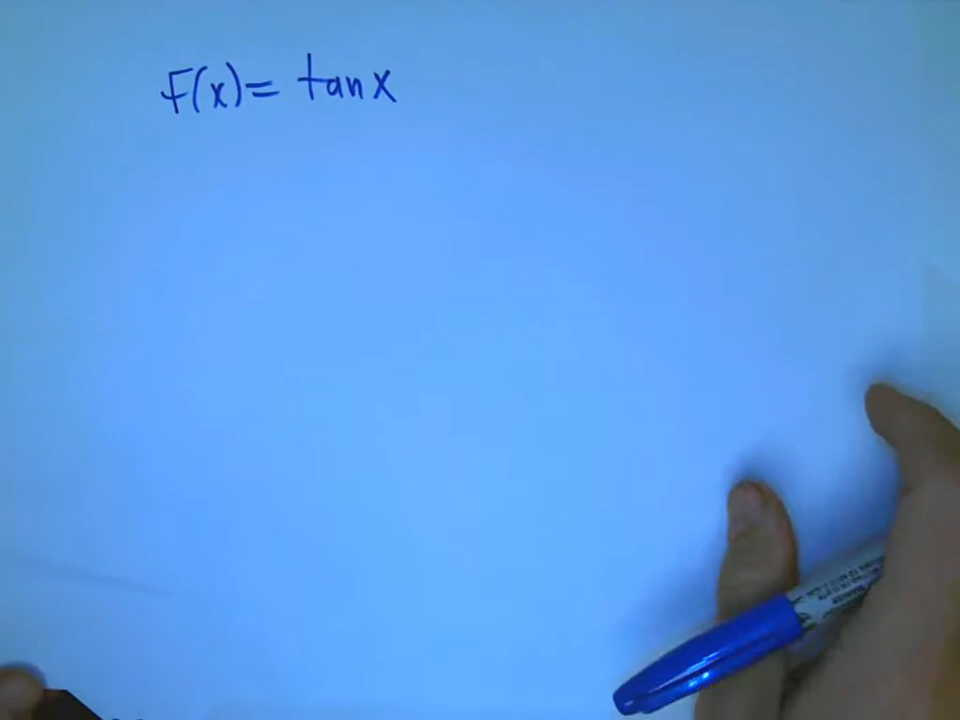 F(x) = tan x